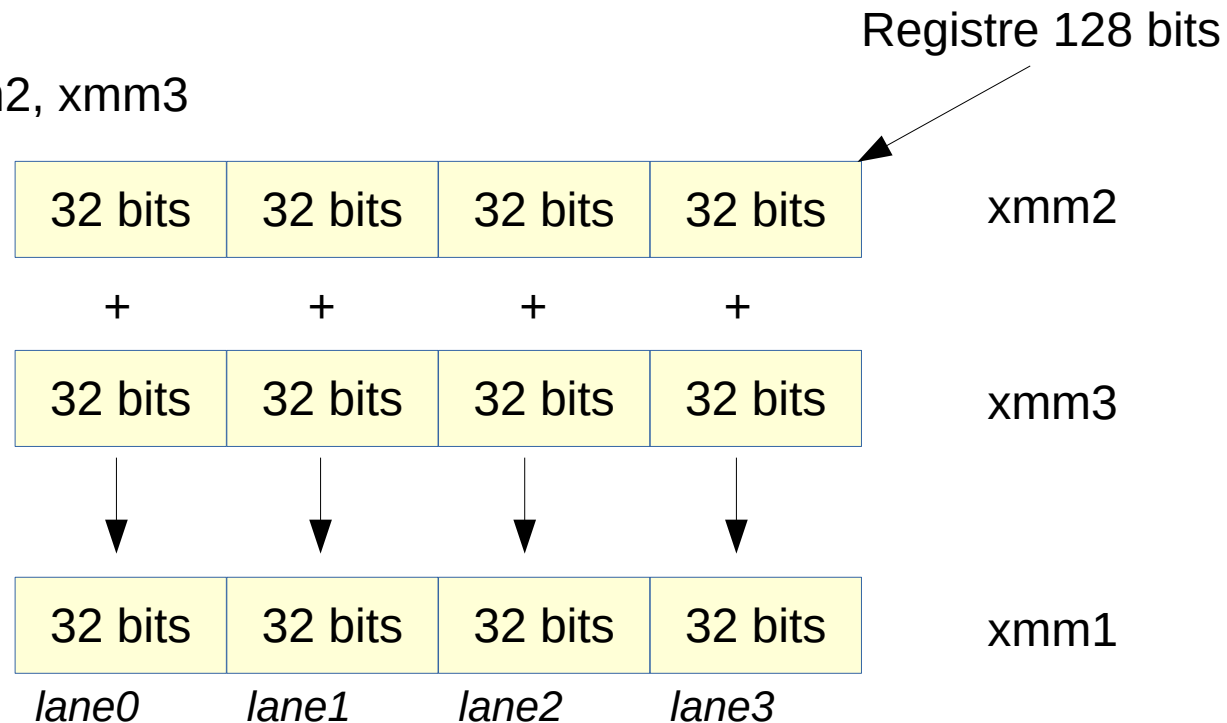 Registre 128 bits
2, xmm3
32 bits 32 bits 32 bits 32 bits xmm2
+ + + +
32 bits 32 bits 32 bits 32 bits xmm3
32 bits 32 bits 32 bits 32 bits xmm1
lane0 lane1 lane2 lane3